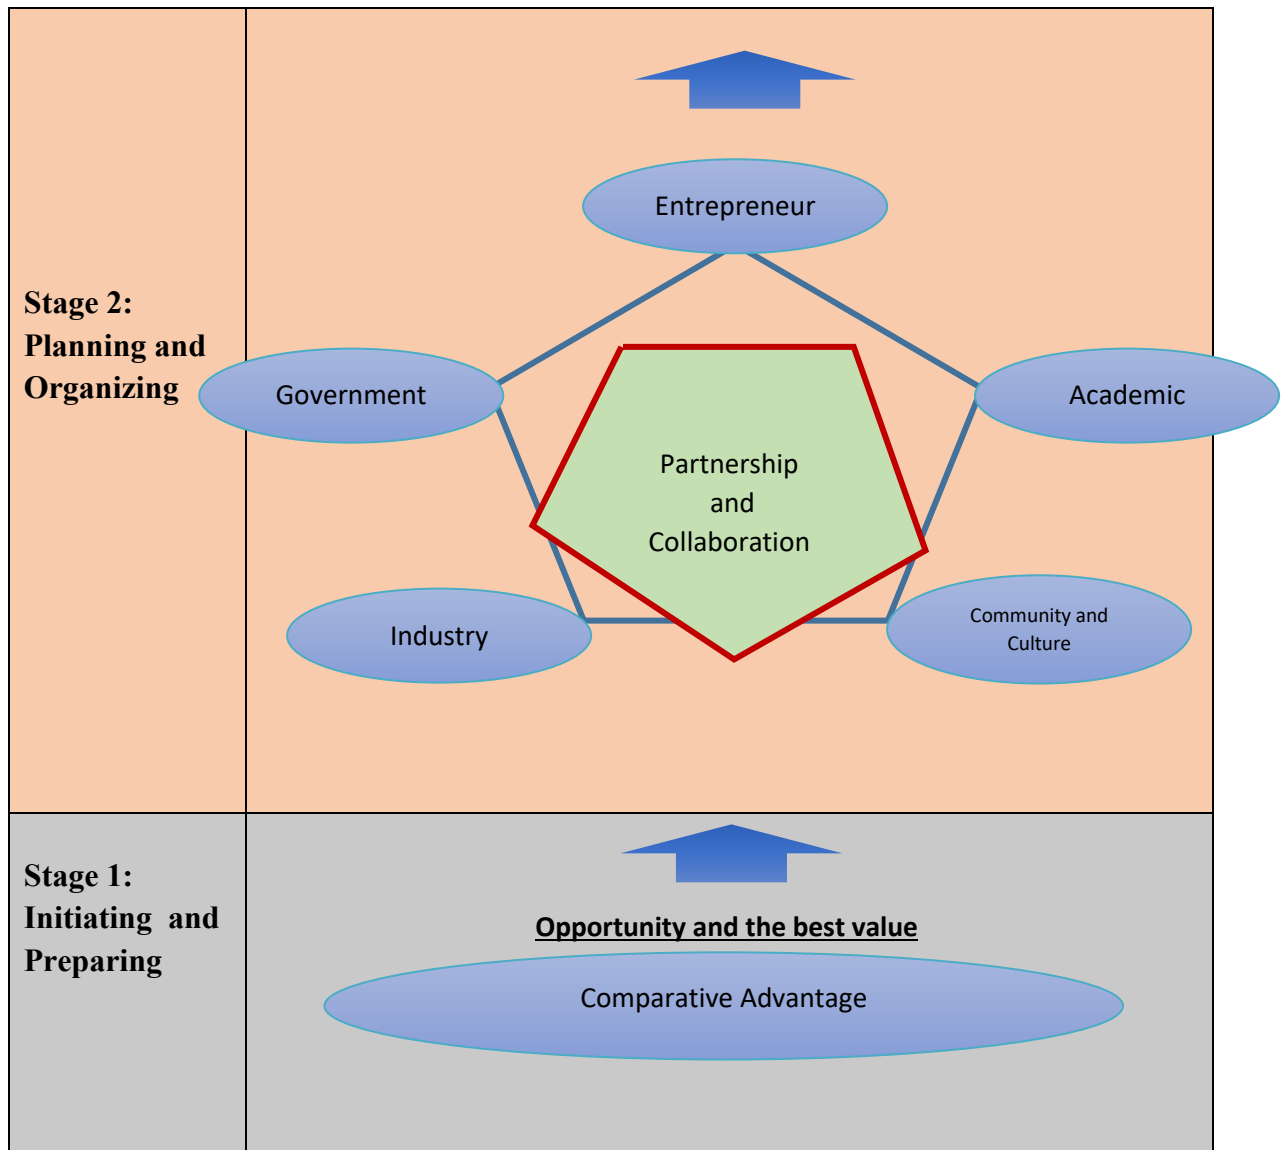 Stage 2:
Planning and
Organizing
Entrepreneur
Government
Academic
Partnership
and
Collaboration
Industry
Community and
Culture
Stage 1:
Initiating and
Preparing
Opportunity and the best value
Comparative Advantage